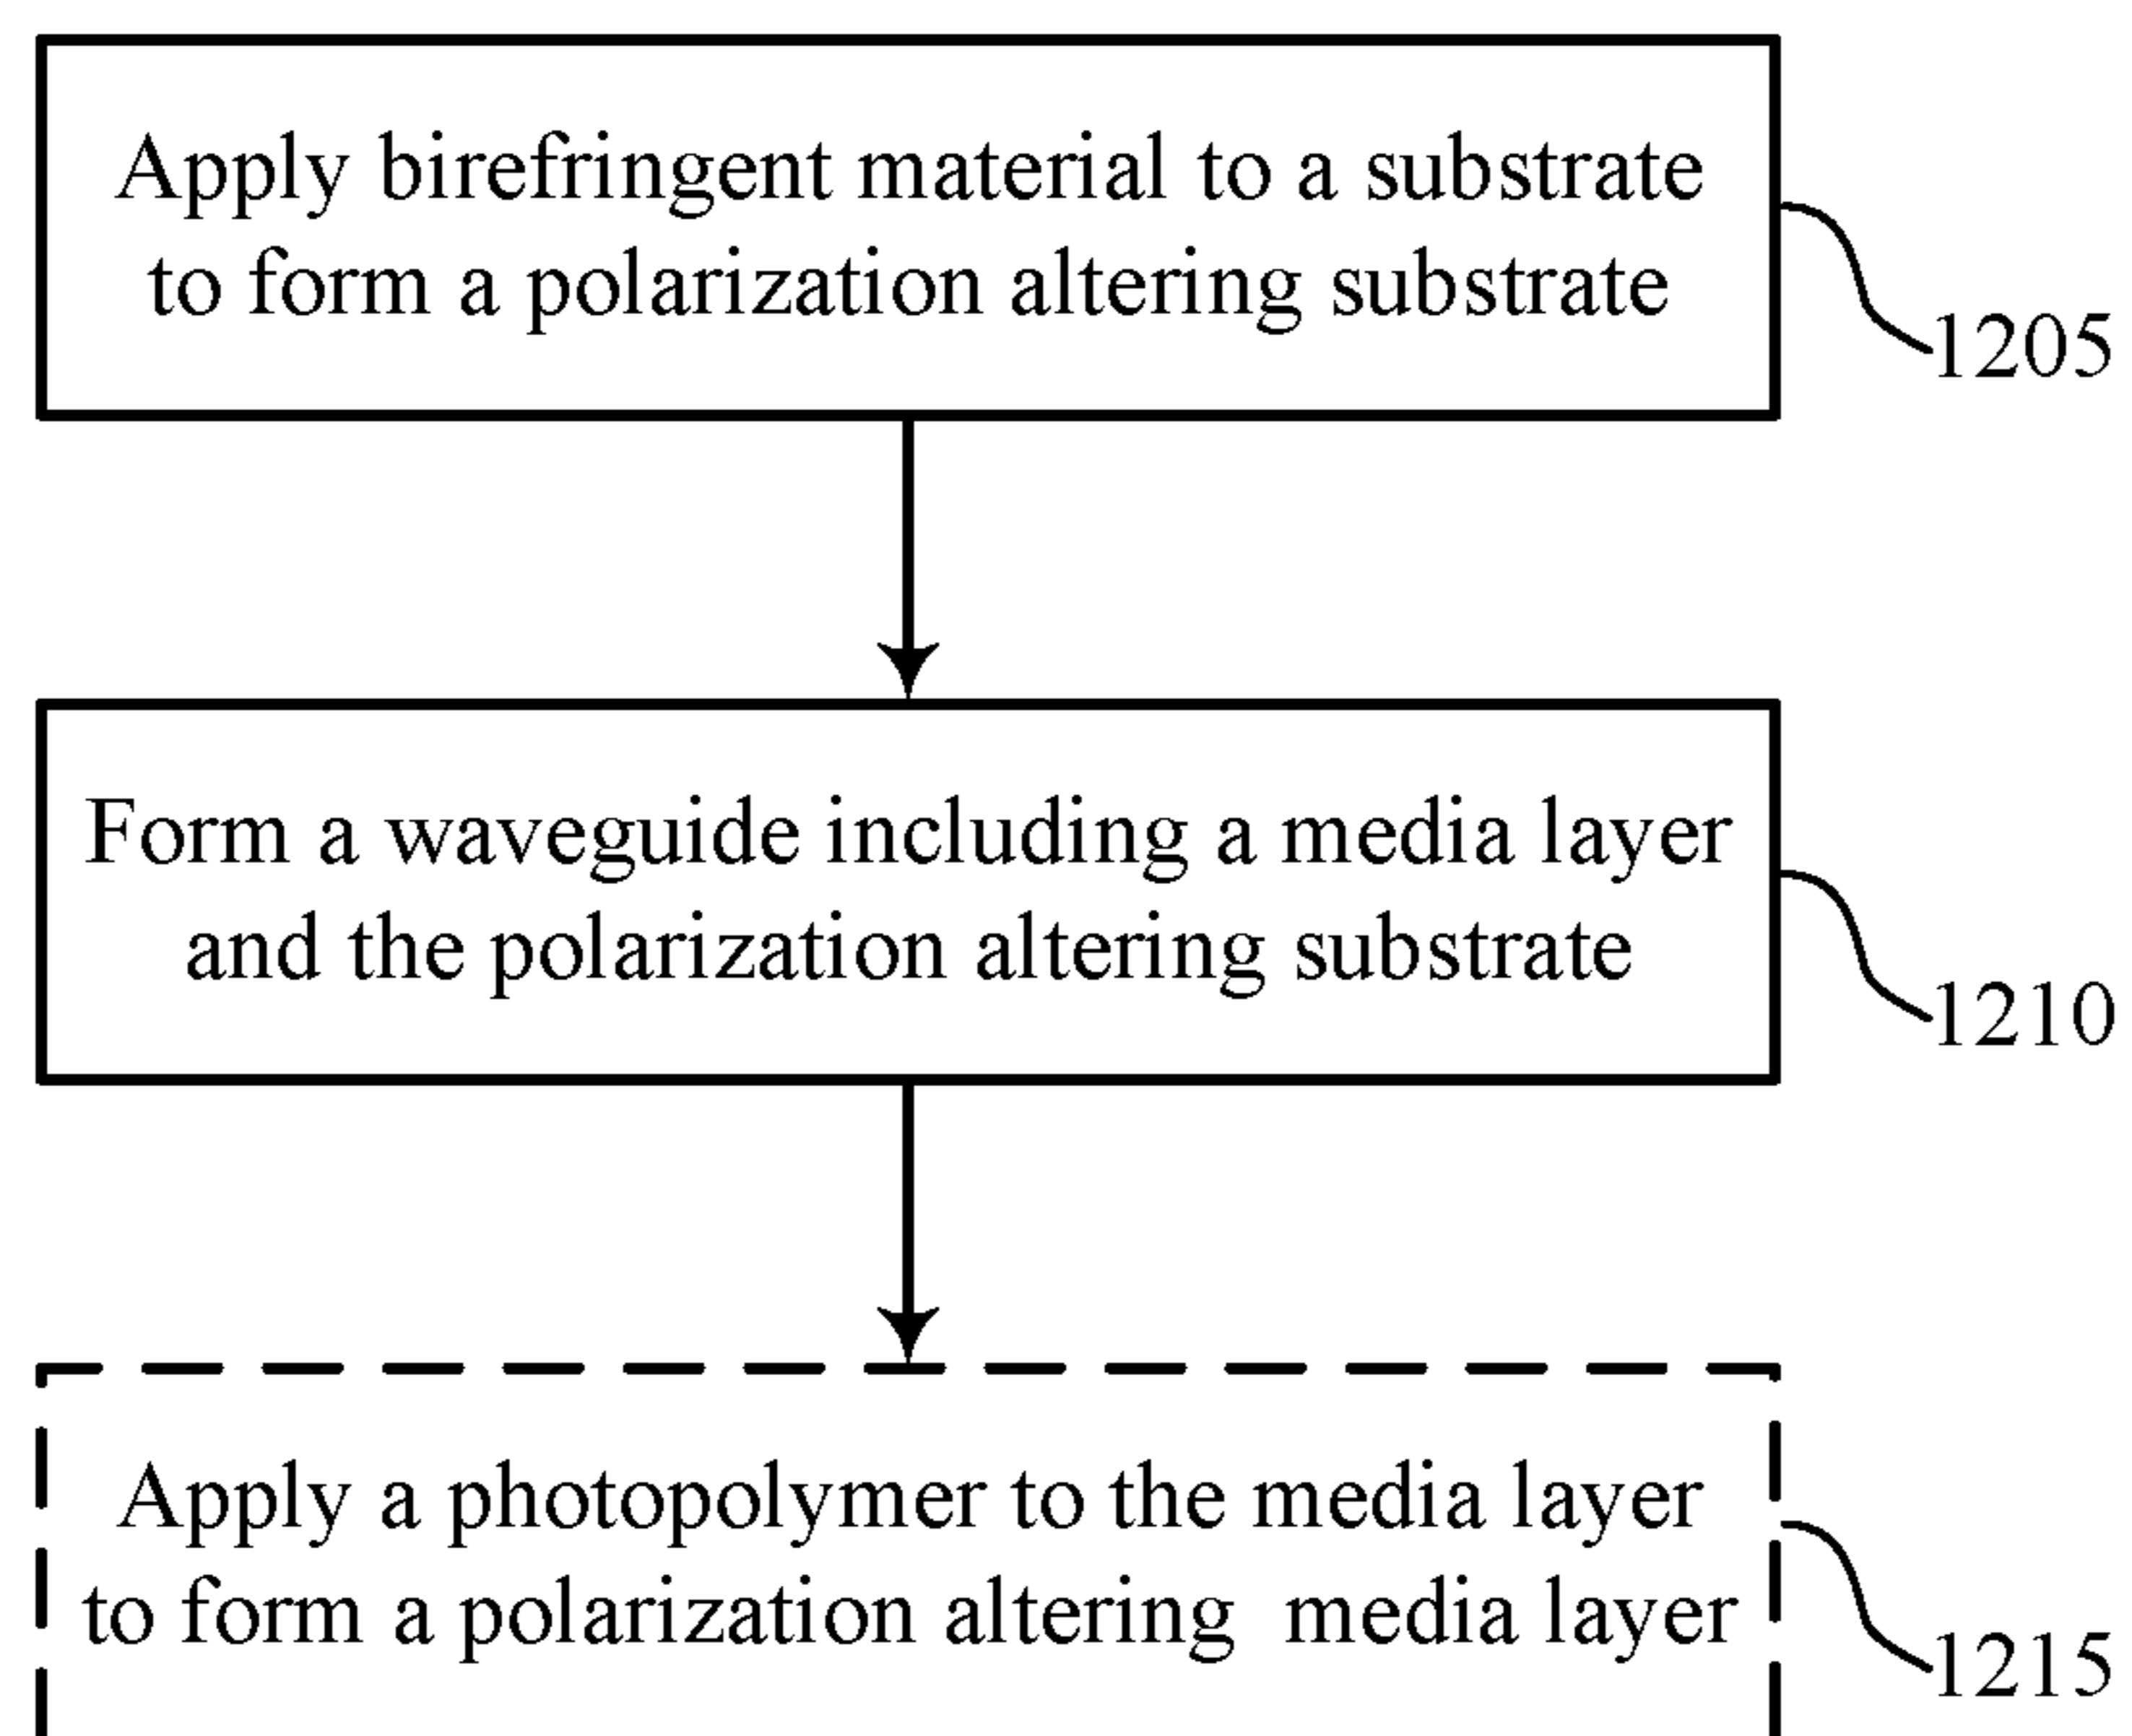 Apply birefringent material to a substrate
to form a polarization altering substrate
1205
Form a waveguide including a media layer
and the polarization altering substrate
1210
Apply a photopolymer to the media layer
to form a polarization altering media layer
1215